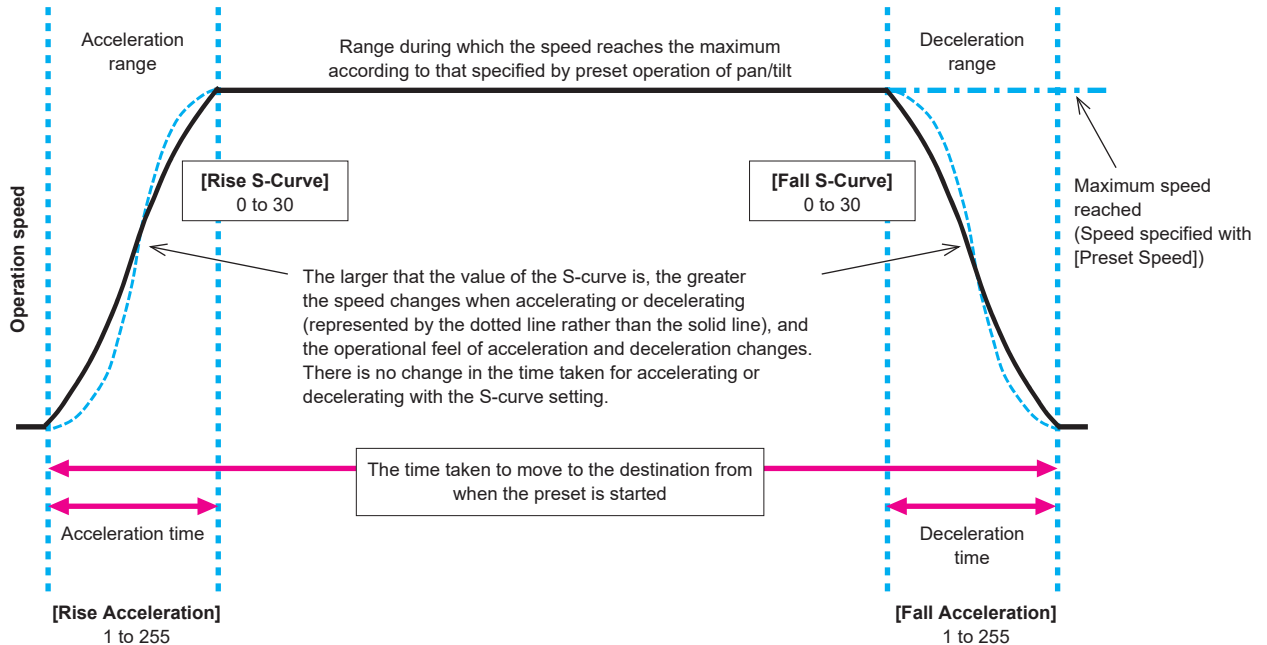 Acceleration
range
Range during which the speed reaches the maximum
according to that specified by preset operation of pan/tilt
Deceleration
range
Operation speed
[Rise S-Curve]
0 to 30
[Fall S-Curve]
0 to 30
Maximum speed
reached
(Speed specified with
[Preset Speed])
The larger that the value of the S-curve is, the greater
the speed changes when accelerating or decelerating
(represented by the dotted line rather than the solid line), and
the operational feel of acceleration and deceleration changes.
There is no change in the time taken for accelerating or
decelerating with the S-curve setting.
The time taken to move to the destination from
when the preset is started
Acceleration time
Deceleration
time
[Rise Acceleration]
1 to 255
[Fall Acceleration]
1 to 255